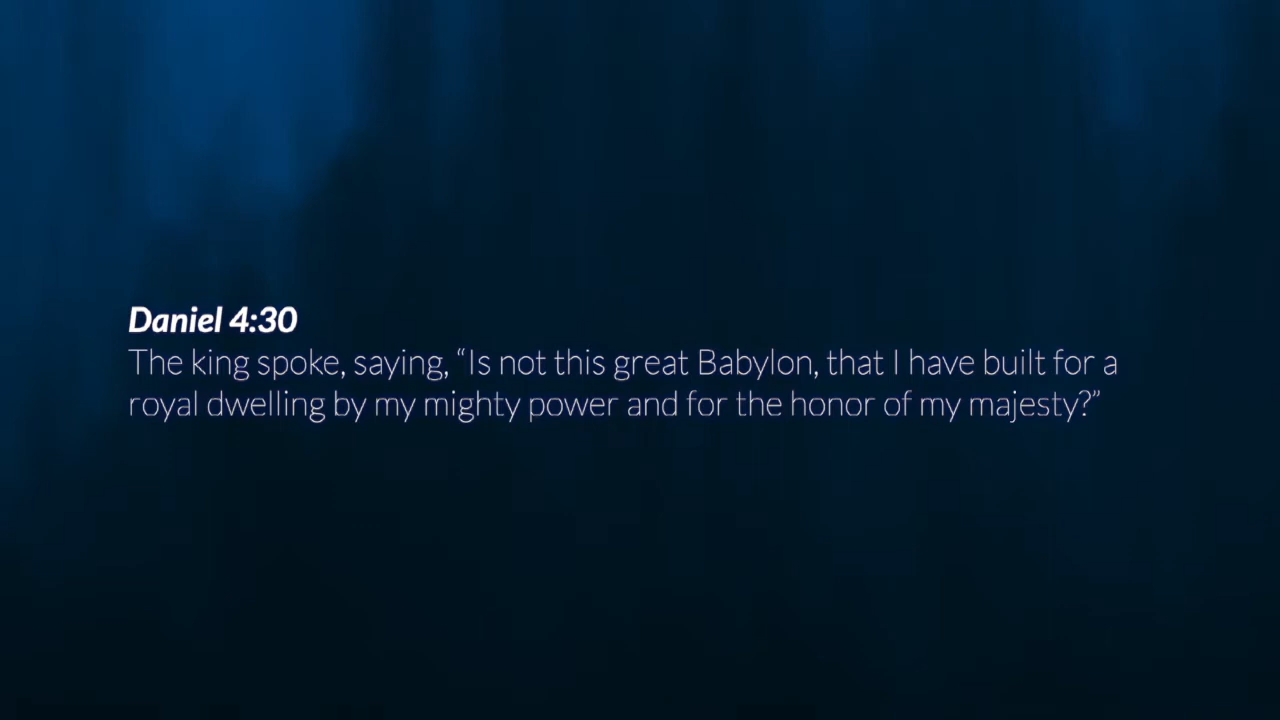 Daniel 4:30
The king spoke, saying, “Is not this great Babylon, that I have built for a
royal dwelling by my mighty power and for the honor of my majesty?”